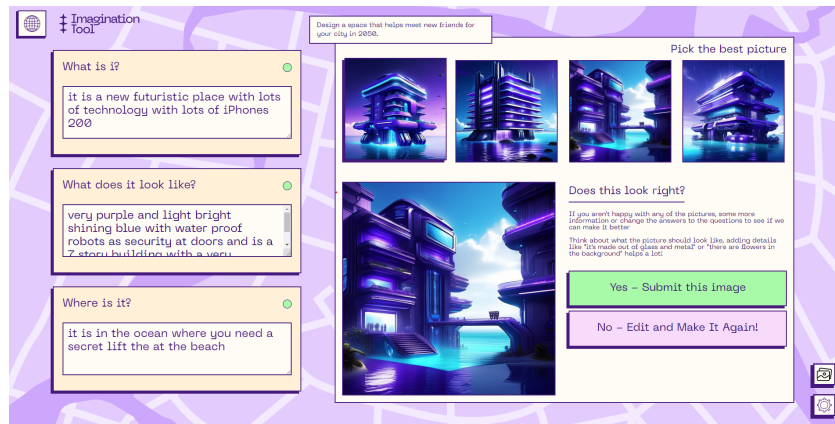 Imagination
Tool
Design a space that helps meet new friends for
your city in 2050.
What is i?
it is a new futuristic place with lots
of technology with lots of iPhones
200
What does it look like?
very purple and light bright
shining blue with water proof
robots as security at doors and is a
7 story building with a very
Where is it?
it is in the ocean where you need a
secret lift the at the beach
Pick the best picture
Does this look right?
If you aren't happy with any of the pictures, some more
information or change the answers to the questions to see if we
can make it better
Think about what the picture should look like, adding details
like "it's made out of glass and metal" or "there are flowers in
the background" helps a lot!
Yes – Submit this image
No – Edit and Make It Again!